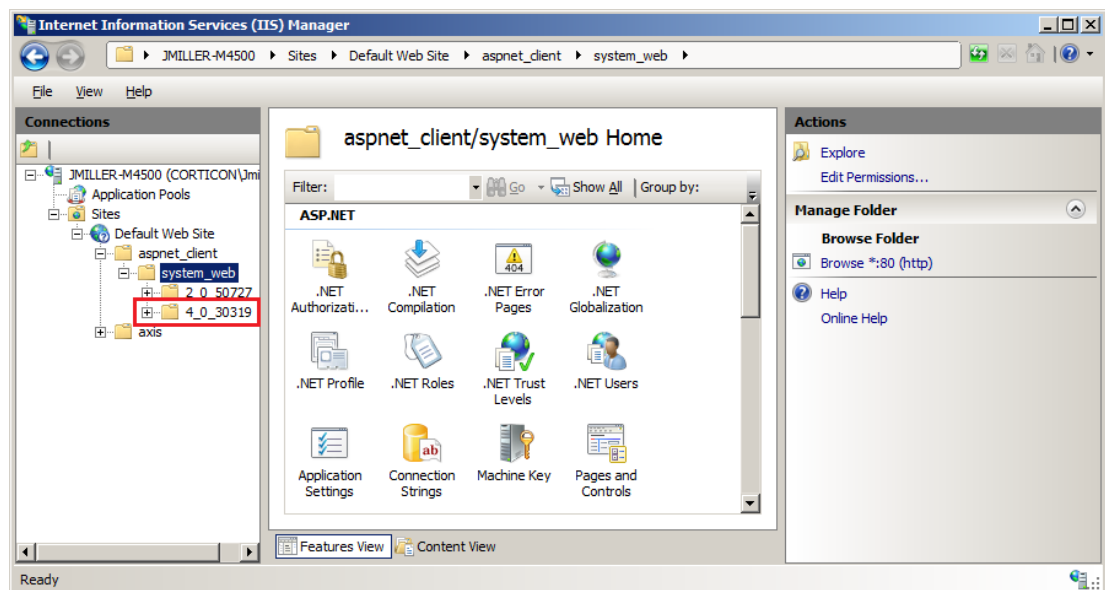 Internet Information Services (IIS) Manager
JMILLER-M4500 Sites Default Web Site aspnet_client system_web
File View Help
Connections
JMILLER-M4500 (CORTICON\Jmi
Application Pools
Sites
Default Web Site
aspnet_client
system_web
2_0_50727
4_0_30319
axis
aspnet_client/system_web Home
Filter: Go Show All Group by:
ASP.NET
.NET Authorizati...
.NET Compilation
.NET Error Pages
404
.NET Globalization
.NET Profile
.NET Roles
.NET Trust Levels
.NET Users
Application Settings
ab
Connection Strings
Machine Key
Pages and Controls
Features View Content View
Actions
Explore
Edit Permissions...
Manage Folder
Browse Folder
Browse *:80 (http)
Help
Online Help
Ready